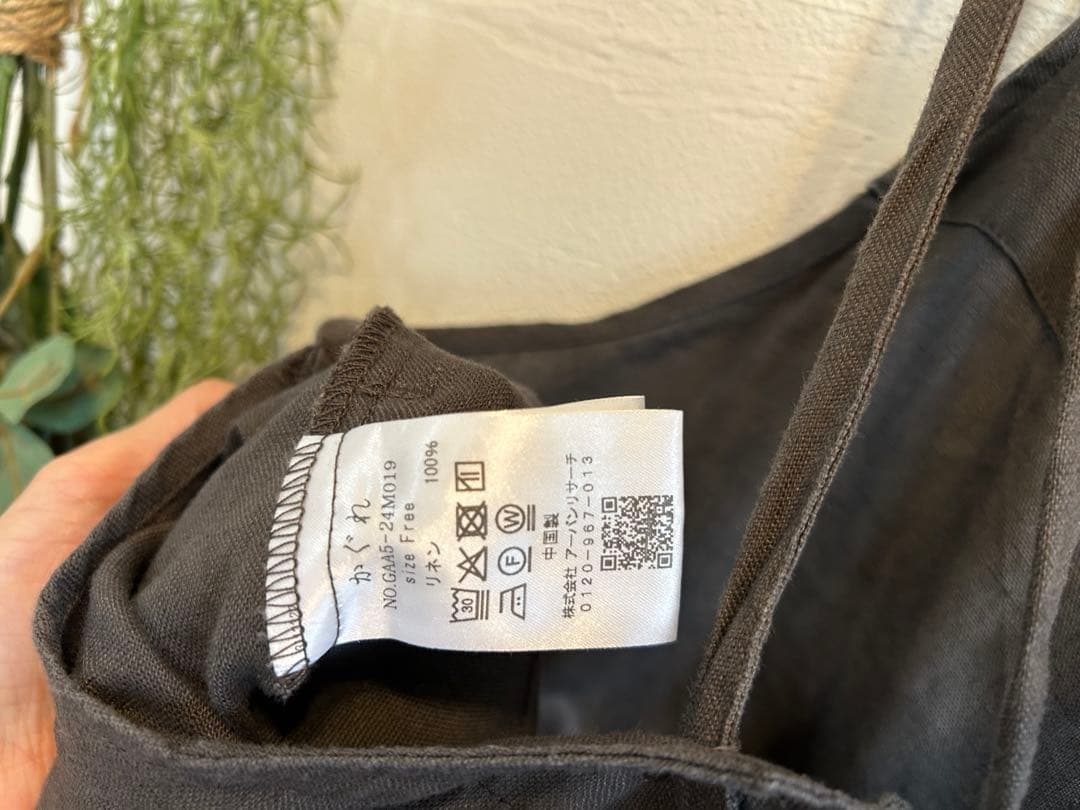 かぐれ
NO.GAA5-24M019
size Free
リネン 100%
30
F W
中国製
株式会社 アーバンリサーチ
0120-967-013